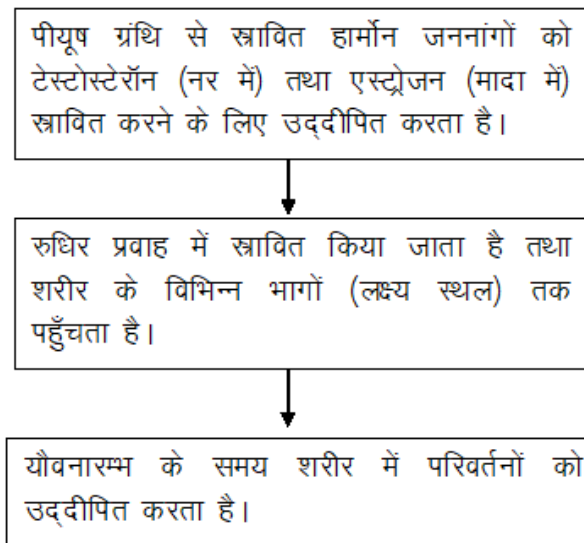 पीयूष ग्रंथि से स्रावित हार्मोन जननांगों को
टेस्टोस्टेरॉन (नर में) तथा एस्ट्रोजन (मादा में)
स्रावित करने के लिए उद्दीपित करता है।
रुधिर प्रवाह में स्रावित किया जाता है तथा
शरीर के विभिन्न भागों (लक्ष्य स्थल) तक
पहुँचता है।
यौवनारम्भ के समय शरीर में परिवर्तनों को
उद्दीपित करता है।